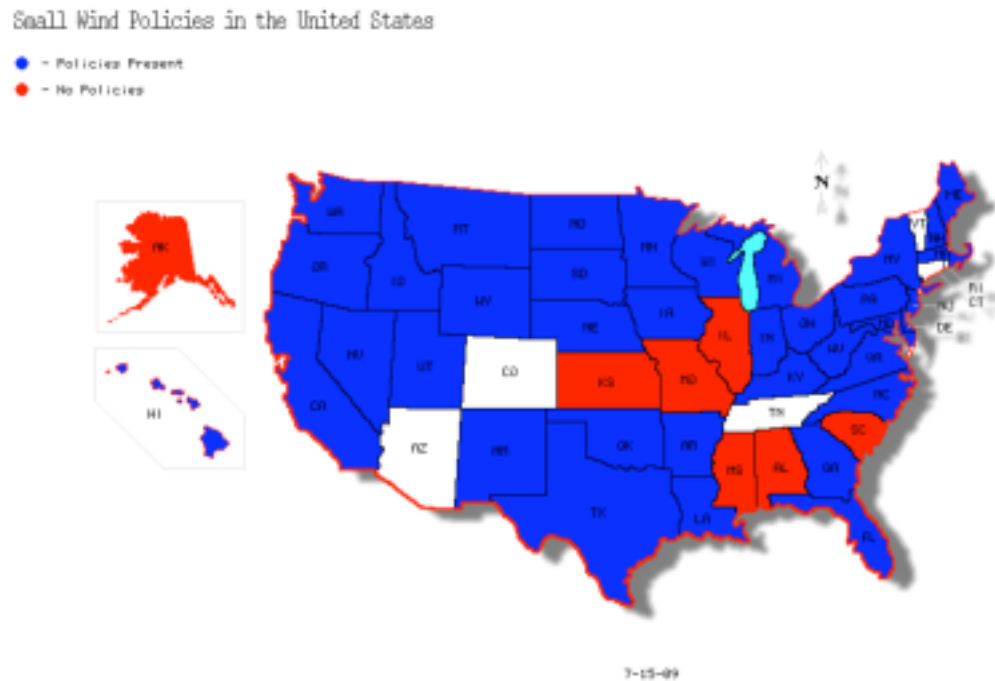 Small Wind Policies in the United States
- Policies Present
- No Policies
N
N
WA
MT
ND
MN
ME
VT
NH
OR
ID
SD
WI
MI
NY
AK
WY
IA
PA
RI
CT
NJ
NE
OH
DE
NV
UT
CO
KS
MO
IL
IN
WV
VA
KY
CA
HI
AZ
OK
AR
TN
NC
SC
MS
AL
GA
TX
LA
FL
7-15-09